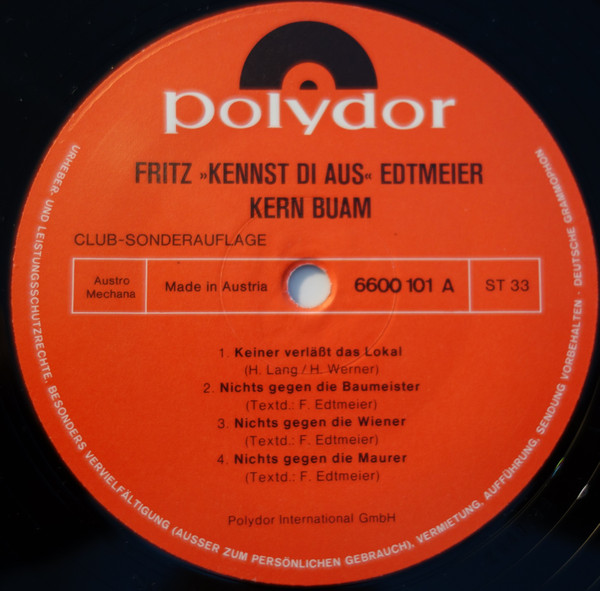 polydor
FRITZ »KENNST DI AUS« EDTMEIER
KERN BUAM
CLUB-SONDERAUFLAGE
Austro
Mechana
Made in Austria
6600 101 A
ST 33
1. Keiner verläßt das Lokal
(H. Lang / H. Werner)
2. Nichts gegen die Baumeister
(Textd.: F. Edtmeier)
3. Nichts gegen die Wiener
(Textd.: F. Edtmeier)
4. Nichts gegen die Maurer
(Textd.: F. Edtmeier)
Polydor International GmbH
URHEBER- UND LEISTUNGSSCHUTZRECHTE, BESONDERS VERVIELFÄLTIGUNG (AUSSER ZUM PERSÖNLICHEN GEBRAUCH), VERMIETUNG, AUFFÜHRUNG, SENDUNG VORBEHALTEN · DEUTSCHE GRAMMOPHON